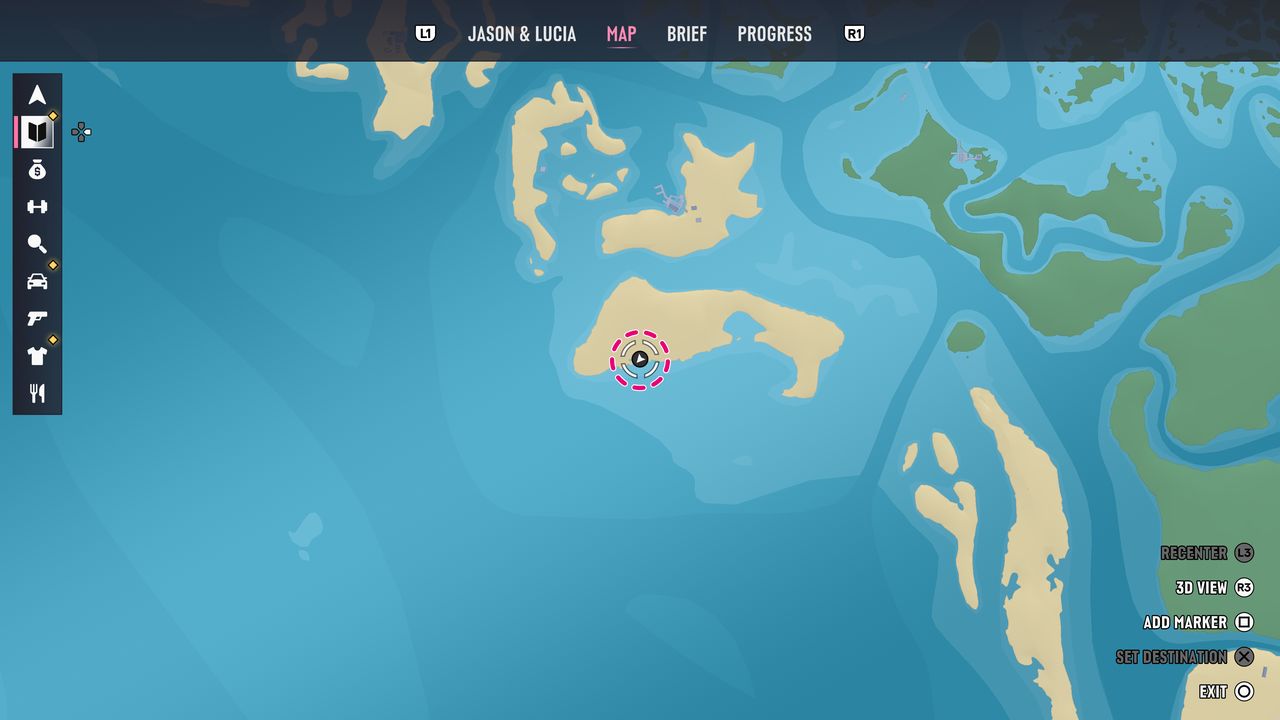 L1 JASON & LUCIA MAP BRIEF PROGRESS R1
$
RECENTER L3
3D VIEW R3
ADD MARKER
SET DESTINATION
EXIT